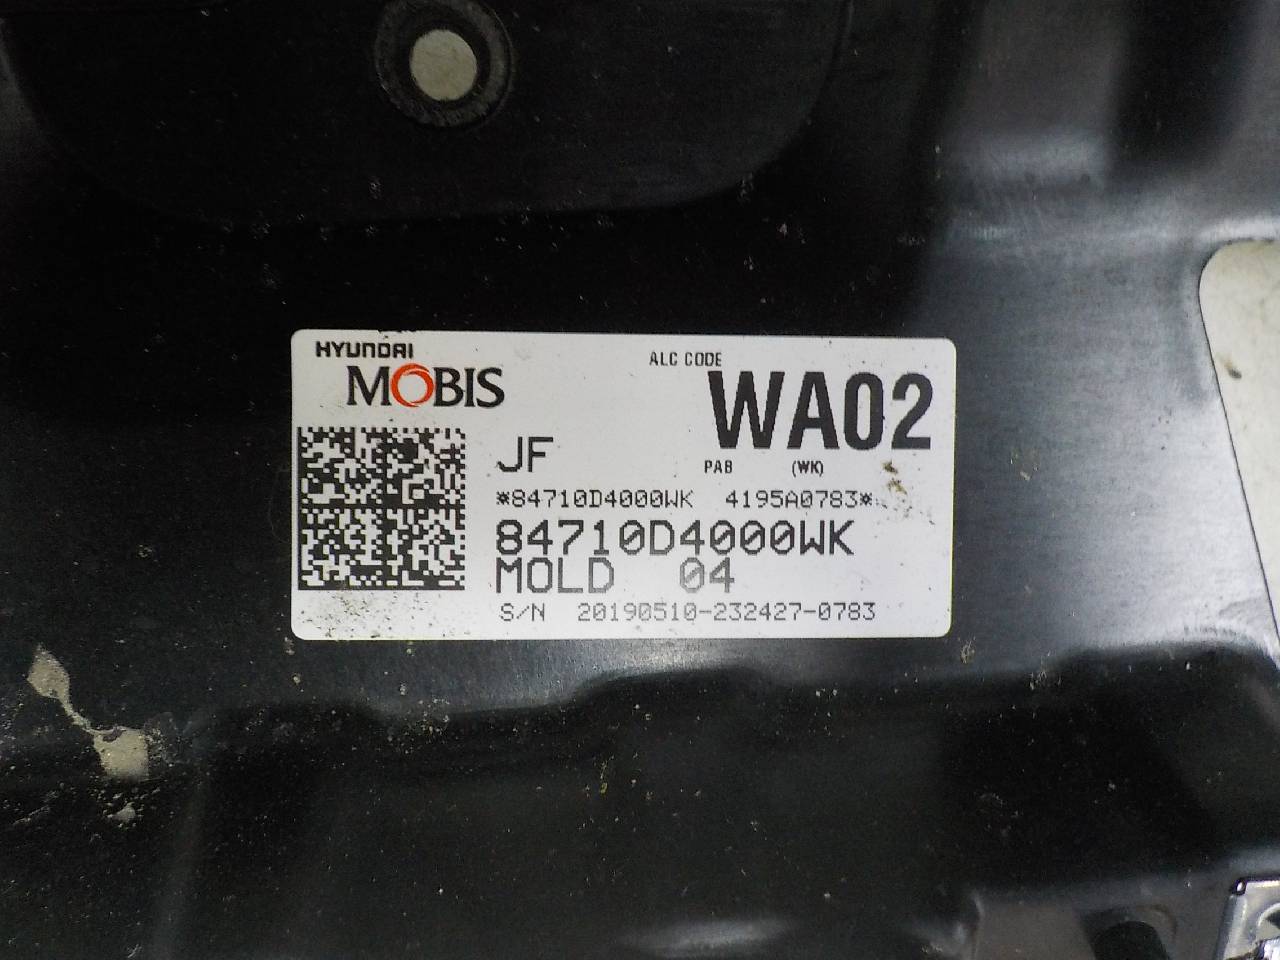 HYUNDAI
MOBIS
ALC CODE
WA02
JF
PAB (WK)
*84710D4000WK 4195A0783*
84710D4000WK
MOLD 04
S/N 20190510-232427-0783